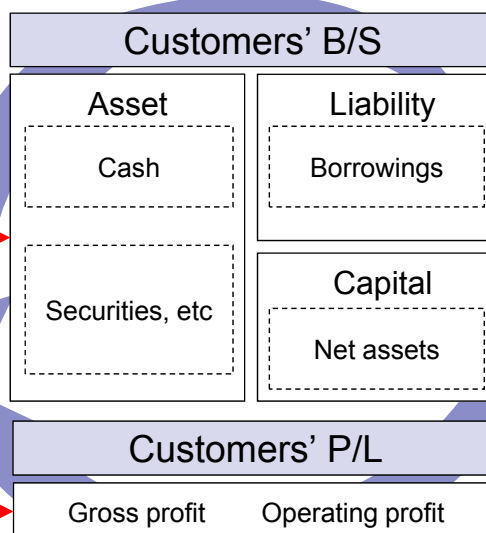 Customers’ B/S
Asset
Cash
Securities, etc
Liability
Borrowings
Capital
Net assets
Customers’ P/L
Gross profit Operating profit